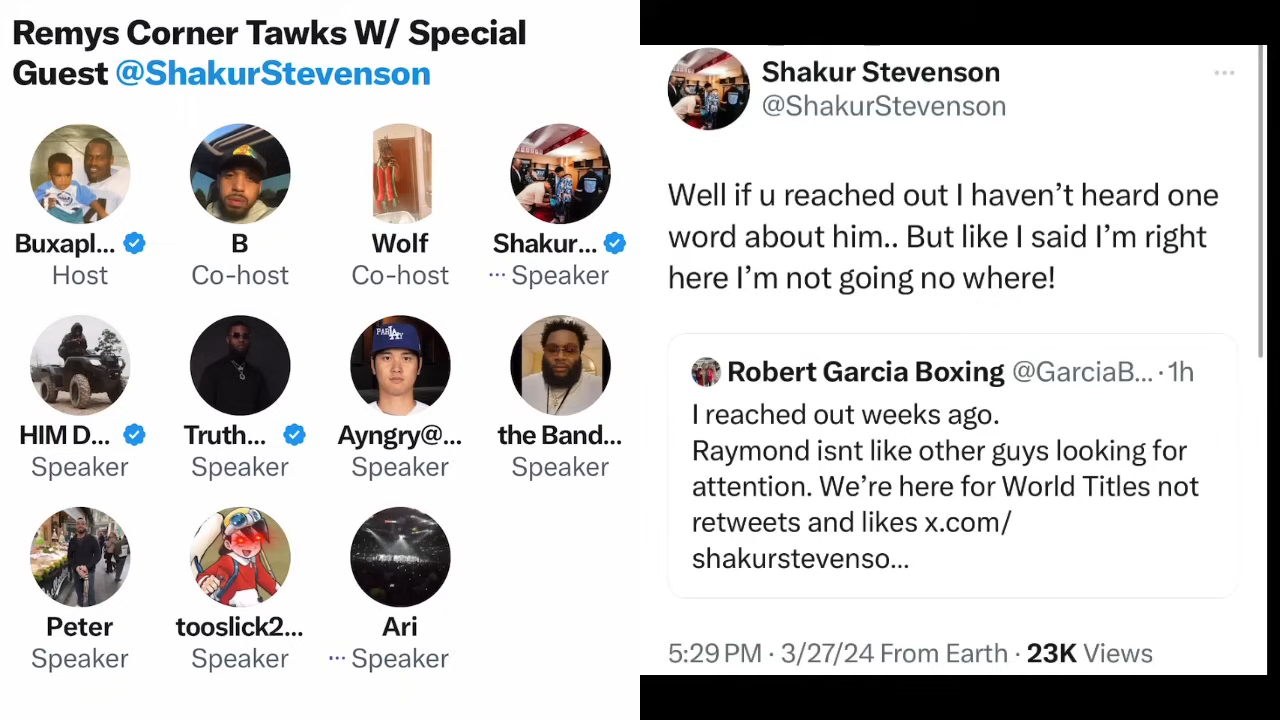 Remys Corner Tawks W/ Special
Guest @ShakurStevenson
Buxapl...
Host
B
Co-host
Wolf
Co-host
Shakur...
··· Speaker
HIM D...
Speaker
Truth...
Speaker
Ayngry@...
Speaker
the Band...
Speaker
Peter
Speaker
tooslick2...
Speaker
Ari
··· Speaker
Shakur Stevenson
@ShakurStevenson
Well if u reached out I haven’t heard one
word about him.. But like I said I’m right
here I’m not going no where!
Robert Garcia Boxing @GarciaB... · 1h
I reached out weeks ago.
Raymond isnt like other guys looking for
attention. We’re here for World Titles not
retweets and likes x.com/
shakurstevenso...
5:29 PM · 3/27/24 From Earth · 23K Views